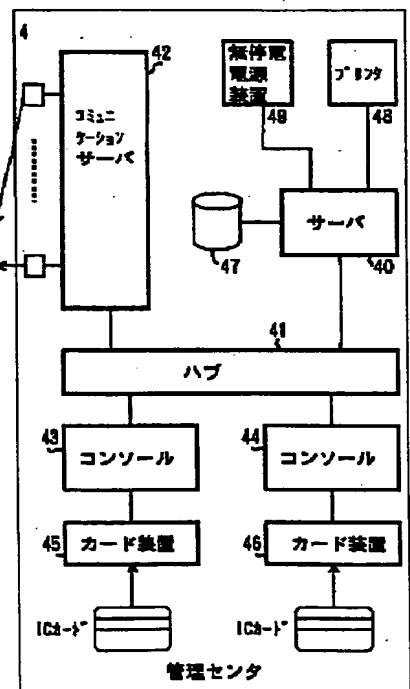 4
42
コミュニ
ケーション
サーバ
無停電
電源
装置
49
プリンタ
48
サーバ
40
47
41
ハブ
43
コンソール
44
コンソール
45
カード装置
46
カード装置
ICカード
ICカード
管理センタ